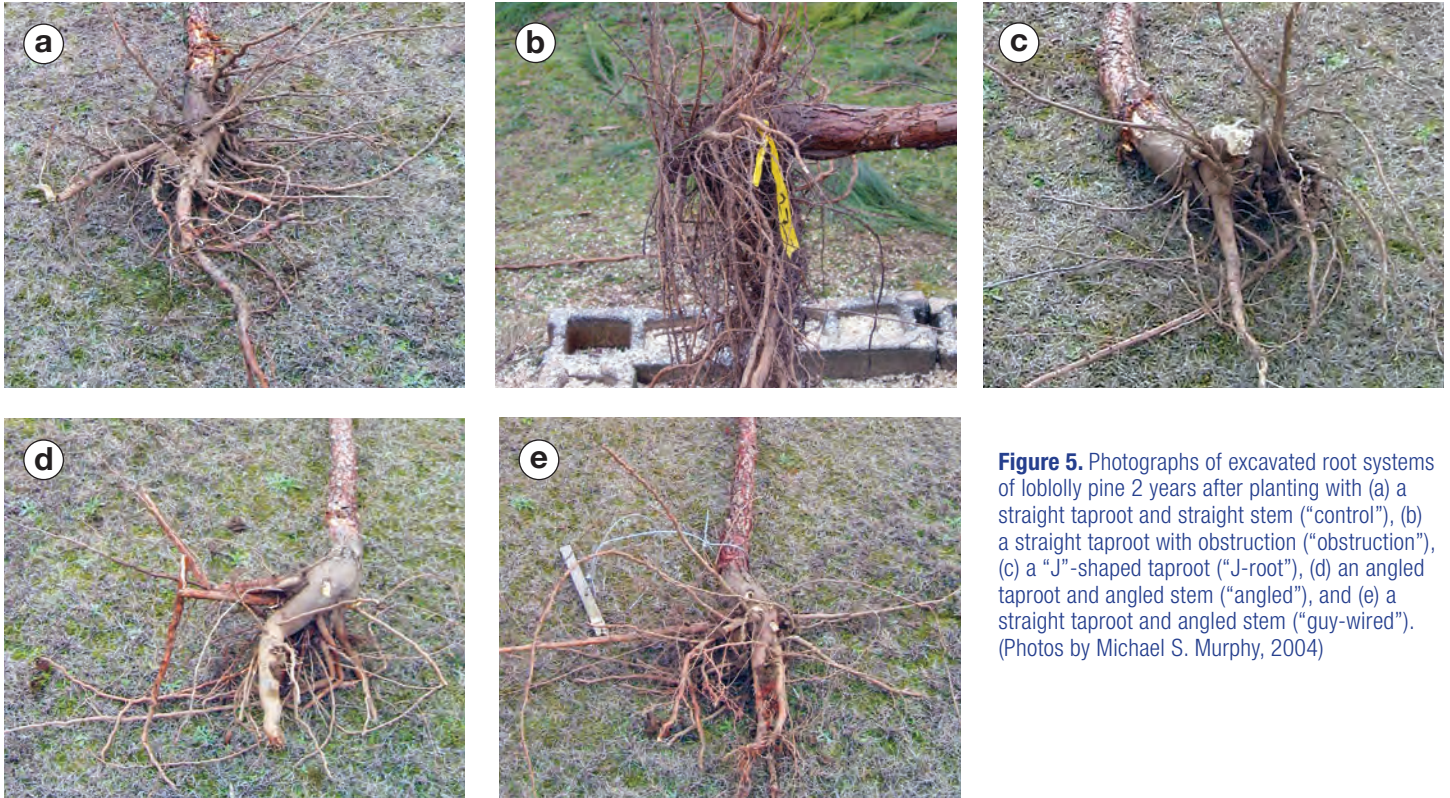 a
b
c
d
e
Figure 5. Photographs of excavated root systems
of loblolly pine 2 years after planting with (a) a
straight taproot and straight stem (“control”), (b)
a straight taproot with obstruction (“obstruction”),
(c) a “J”-shaped taproot (“J-root”), (d) an angled
taproot and angled stem (“angled”), and (e) a
straight taproot and angled stem (“guy-wired”).
(Photos by Michael S. Murphy, 2004)